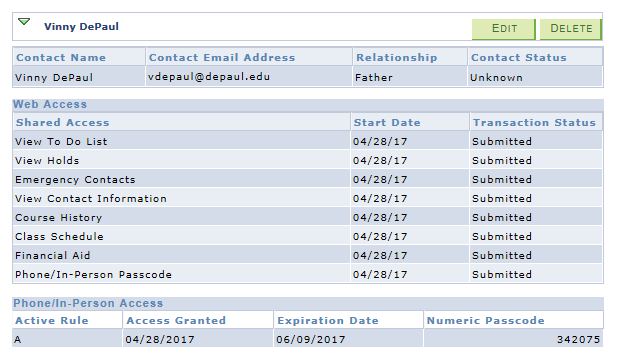 Vinny DePaul EDIT DELETE
Contact Name Contact Email Address Relationship Contact Status
Vinny DePaul vdepaul@depaul.edu Father Unknown
Web Access
Shared Access Start Date Transaction Status
View To Do List 04/28/17 Submitted
View Holds 04/28/17 Submitted
Emergency Contacts 04/28/17 Submitted
View Contact Information 04/28/17 Submitted
Course History 04/28/17 Submitted
Class Schedule 04/28/17 Submitted
Financial Aid 04/28/17 Submitted
Phone/In-Person Passcode 04/28/17 Submitted
Phone/In-Person Access
Active Rule Access Granted Expiration Date Numeric Passcode
A 04/28/2017 06/09/2017 342075